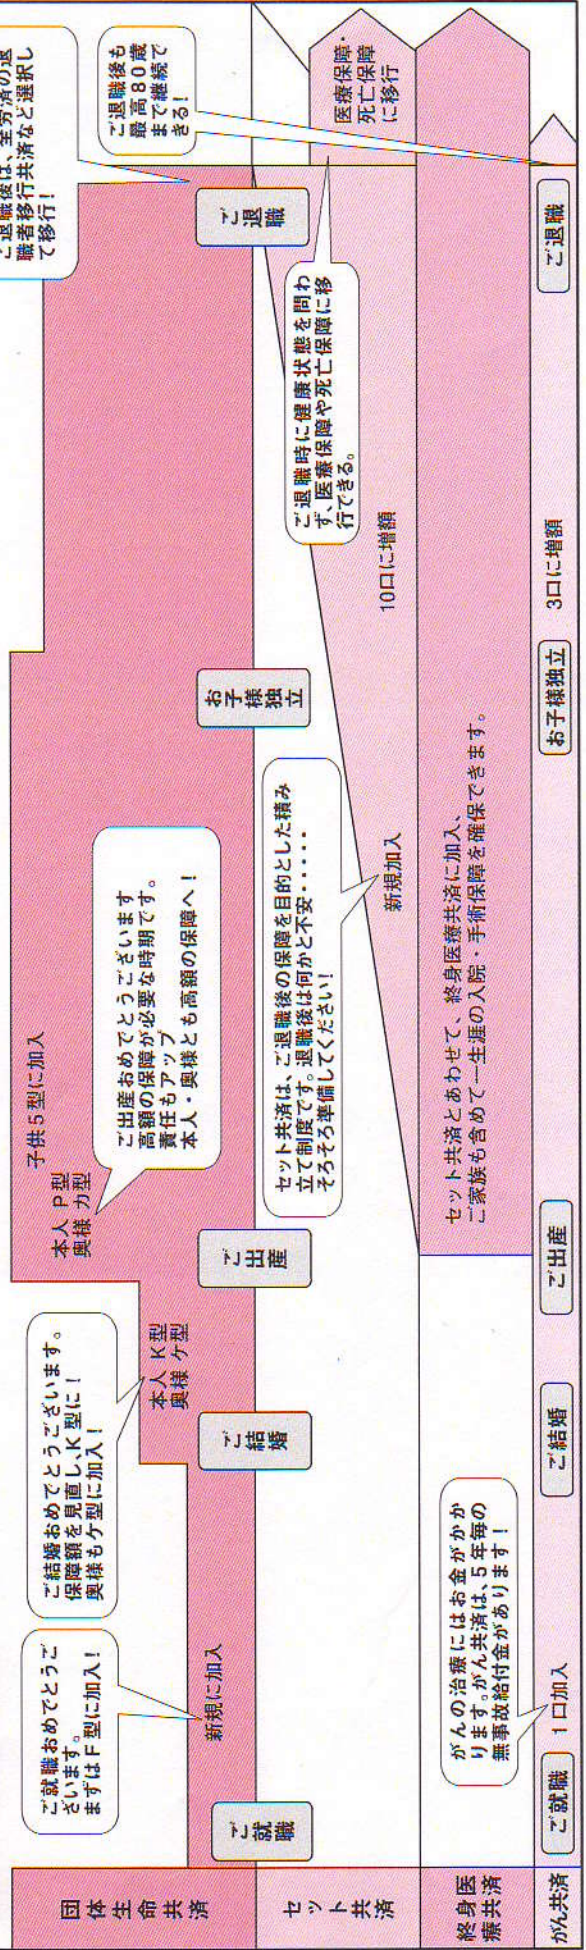 団体生命共済
ご就職おめでとうご
ざいます。
まずはF型に加入！
新規に加入
ご就職
ご結婚おめでとうございます。
保障額を見直し、K型に！
奥様もケ型に加入！
本人 K型
奥様 ケ型
ご結婚
子供5型に加入
本人 P型
奥様 カ型
ご出産おめでとうございます
高額の保障が必要な時期です。
責任もアップ
本人・奥様とも高額の保障へ！
ご出産
お子様独立
ご退職後は、全労済の退
職者移行共済など選択し
て移行！
ご退職後も
最高80歳
まで継続で
きる！
ご退職
セット共済
セット共済は、ご退職後の保障を目的とした積み
立て制度です。退職後は何かと不安・・・・・
そろそろ準備してください！
新規加入
10口に増額
ご退職時に健康状態を問わ
ず、医療保障や死亡保障に移
行できる。
医療保障・
死亡保障
に移行
終身医
療共済
セット共済とあわせて、終身医療共済に加入、
ご家族も含めて一生涯の入院・手術保障を確保できます。
がんの治療にはお金がかか
ります。がん共済は、5年毎の
無事故給付金があります！
がん共済
ご就職
1口加入
ご結婚
ご出産
お子様独立
3口に増額
ご退職